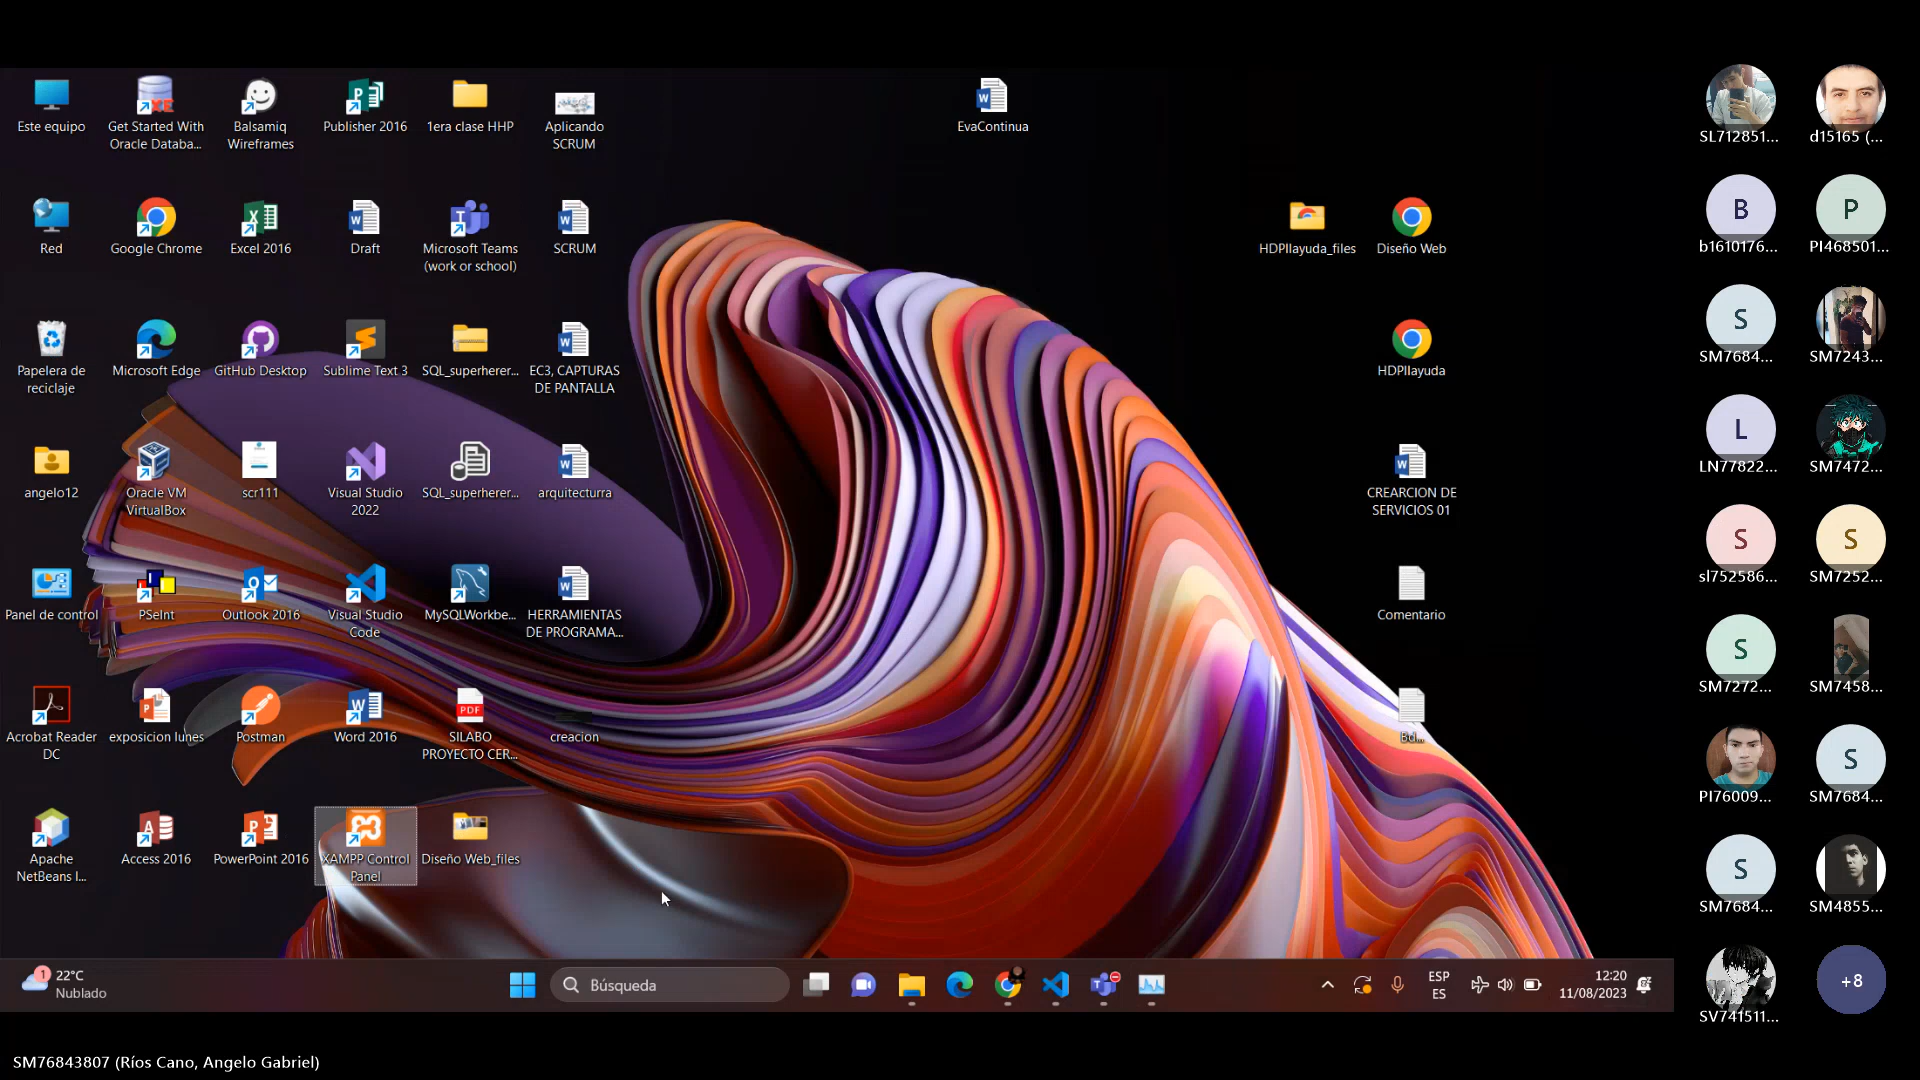 Este equipo
Get Started With
Oracle Databa...
Balsamiq
Wireframes
Publisher 2016
1era clase HHP
Aplicando
SCRUM
EvaContinua
Red
Google Chrome
Excel 2016
Draft
Microsoft Teams
(work or school)
SCRUM
HDPIIayuda_files
Diseño Web
Papelera de
reciclaje
Microsoft Edge
GitHub Desktop
Sublime Text 3
SQL_superherer...
EC3, CAPTURAS
DE PANTALLA
HDPIIayuda
angelo12
Oracle VM
VirtualBox
scr111
Visual Studio
2022
SQL_superherer...
arquitecturra
CREARCION DE
SERVICIOS 01
Panel de control
PSeInt
Outlook 2016
Visual Studio
Code
MySQLWorkbe...
HERRAMIENTAS
DE PROGRAMA...
Comentario
Acrobat Reader
DC
exposicion lunes
Postman
Word 2016
PDF
SILABO
PROYECTO CER...
creacion
Bd...
Apache
NetBeans I...
Access 2016
PowerPoint 2016
XAMPP Control
Panel
Diseño Web_files
1
22°C
Nublado
Búsqueda
ESP
ES
12:20
11/08/2023
SL712851...
d15165 (...
B
b1610176...
P
PI468501...
S
SM7684...
SM7243...
L
LN77822...
SM7472...
S
sl752586...
S
SM7252...
S
SM7272...
SM7458...
PI76009...
S
SM7684...
S
SM7684...
SM4855...
SV741511...
+8
SM76843807 (Ríos Cano, Angelo Gabriel)